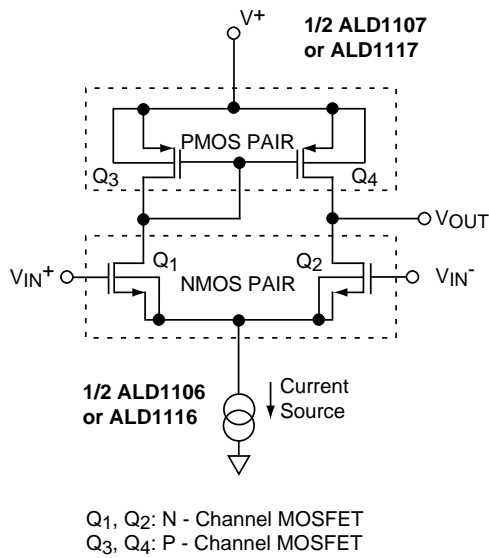 V+
1/2 ALD1107
or ALD1117
PMOS PAIR
Q3
Q4
VOUT
VIN+
Q1
NMOS PAIR
Q2
VIN-
1/2 ALD1106
or ALD1116
Current
Source
Q1, Q2: N - Channel MOSFET
Q3, Q4: P - Channel MOSFET